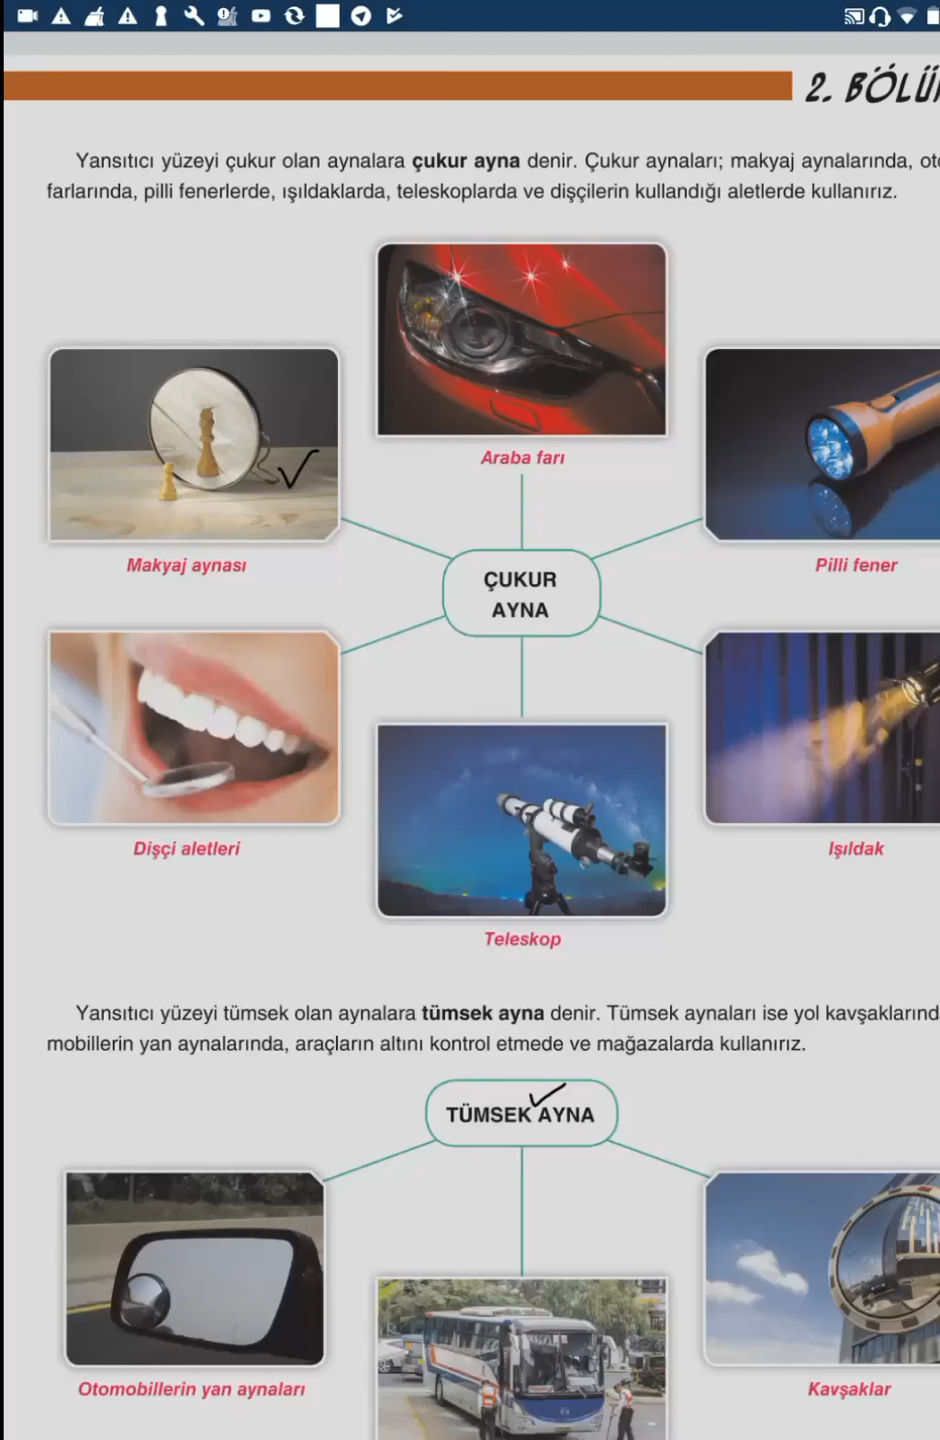 2. BÖLÜ
Yansıtıcı yüzeyi çukur olan aynalara çukur ayna denir. Çukur aynaları; makyaj aynalarında, oto
farlarında, pilli fenerlerde, ışıldaklarda, teleskoplarda ve dişçilerin kullandığı aletlerde kullanırız.
Araba farı
Makyaj aynası
Pilli fener
ÇUKUR
AYNA
Dişçi aletleri
Işıldak
Teleskop
Yansıtıcı yüzeyi tümsek olan aynalara tümsek ayna denir. Tümsek aynaları ise yol kavşaklarınd
mobillerin yan aynalarında, araçların altını kontrol etmede ve mağazalarda kullanırız.
TÜMSEK AYNA
Otomobillerin yan aynaları
Kavşaklar